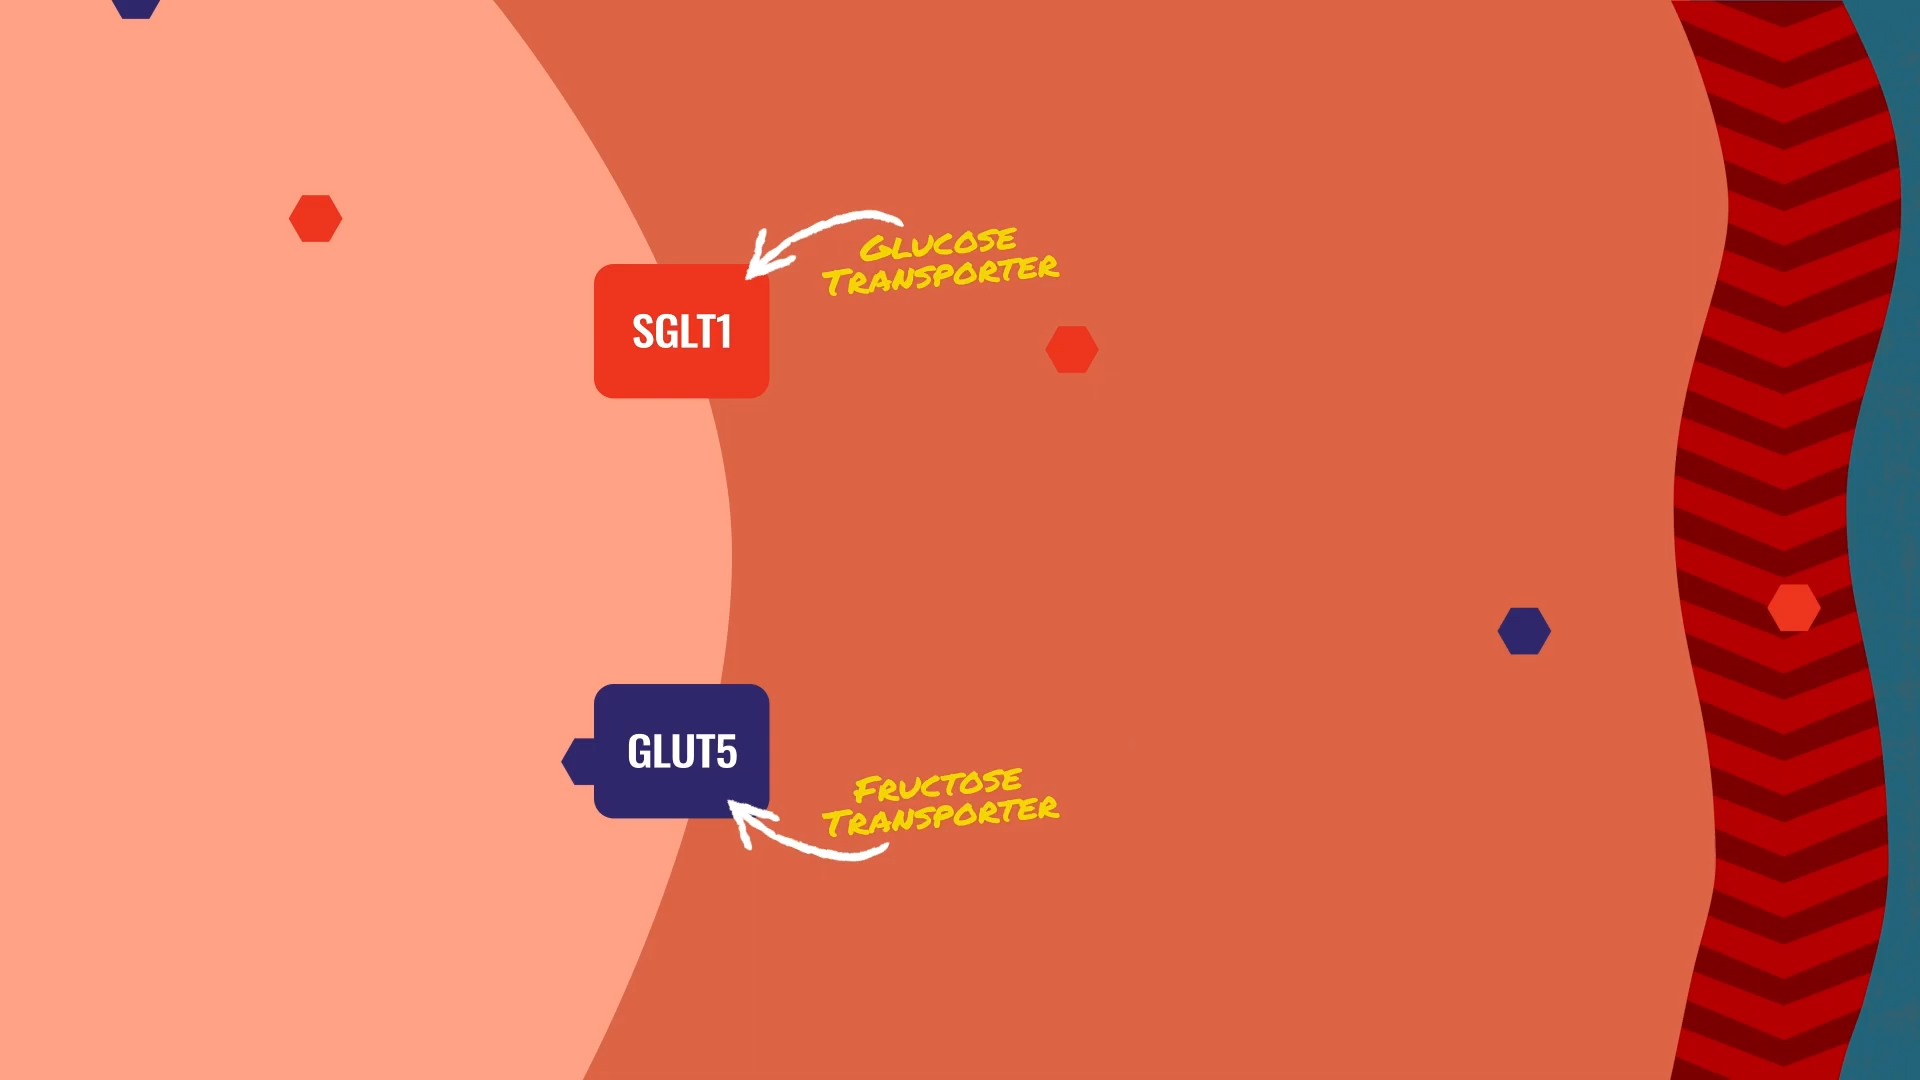 Glucose
Transporter
SGLT1
GLUT5
Fructose
Transporter